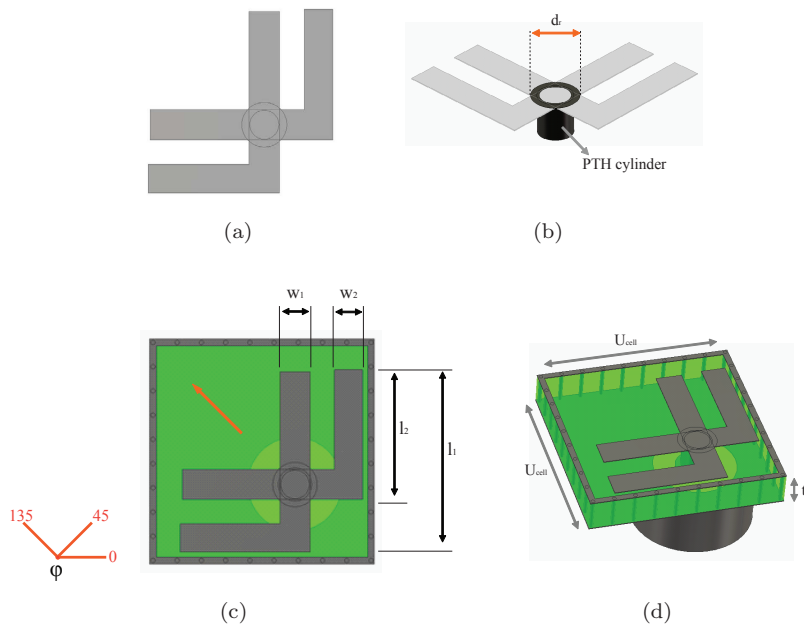 dr
PTH cylinder
(a)
(b)
w1
w2
l2
l1
135
45
0
φ
Ucell
Ucell
t
(c)
(d)